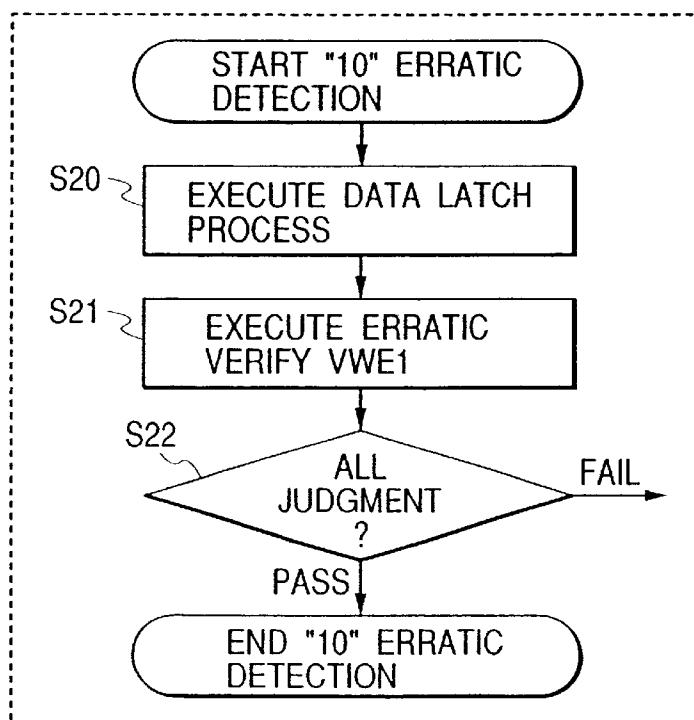 START "10" ERRATIC
DETECTION
S20
EXECUTE DATA LATCH
PROCESS
S21
EXECUTE ERRATIC
VERIFY VWE1
S22
ALL
JUDGMENT
?
FAIL
PASS
END "10" ERRATIC
DETECTION